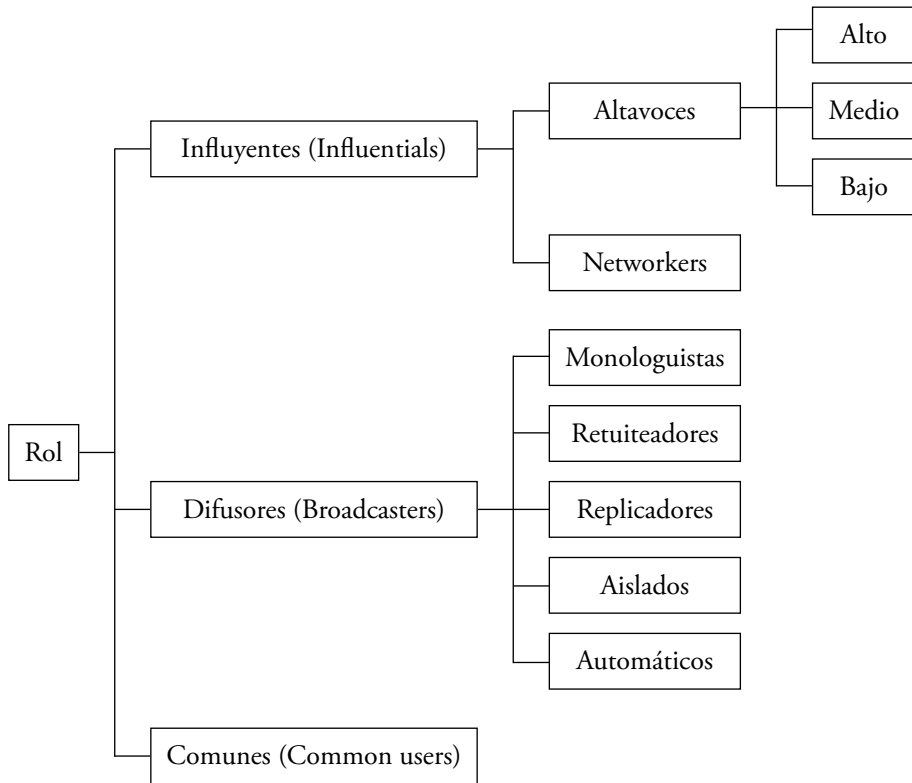 Alto
Altavoces
Medio
Influyentes (Influentials)
Bajo
Networkers
Monologuistas
Retuiteadores
Rol
Difusores (Broadcasters)
Replicadores
Aislados
Automáticos
Comunes (Common users)